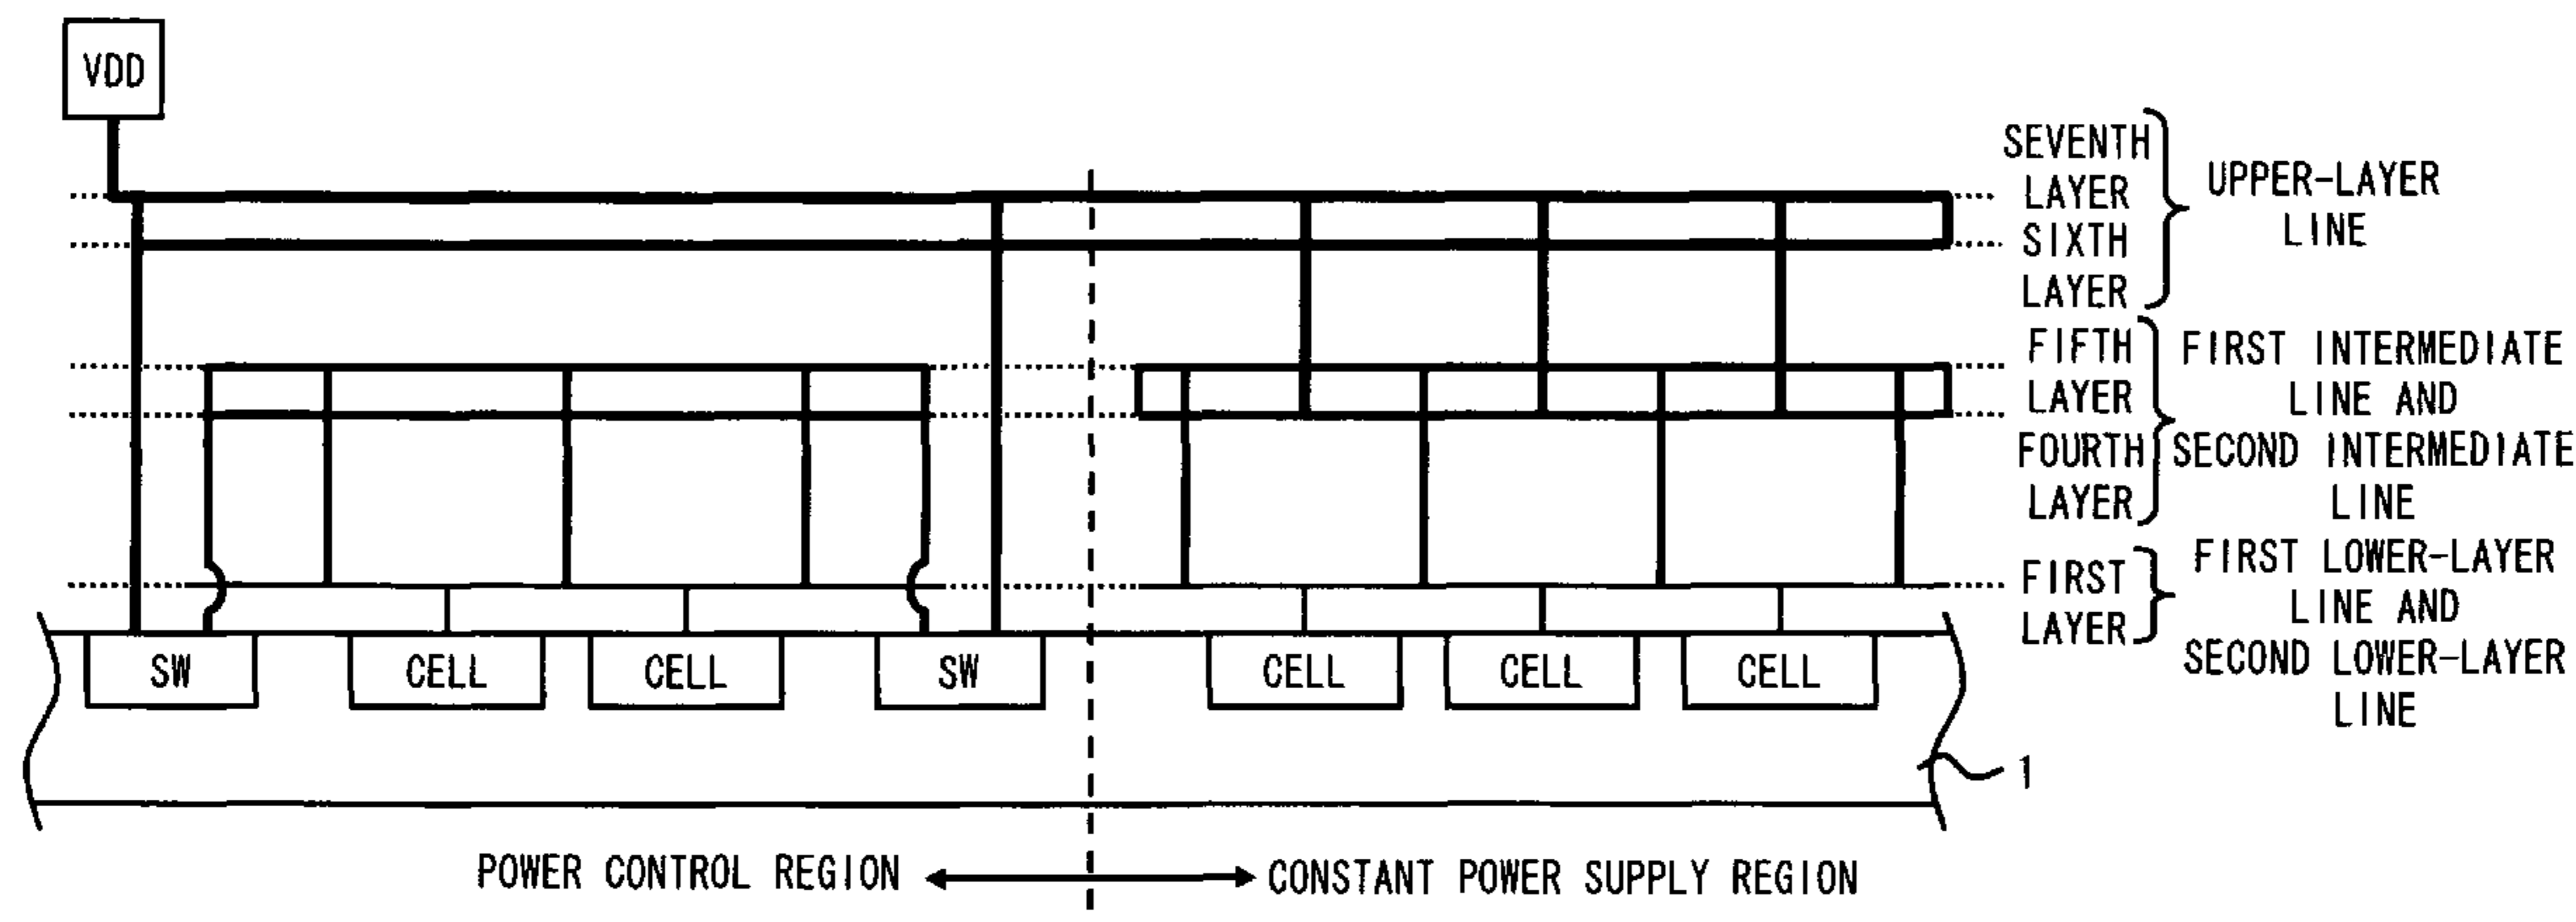 VDD
SEVENTH
LAYER
SIXTH
LAYER
UPPER-LAYER
LINE
FIFTH
LAYER
FOURTH
LAYER
FIRST INTERMEDIATE
LINE AND
SECOND INTERMEDIATE
LINE
FIRST
LAYER
FIRST LOWER-LAYER
LINE AND
SECOND LOWER-LAYER
LINE
SW
CELL
CELL
SW
CELL
CELL
CELL
1
POWER CONTROL REGION
CONSTANT POWER SUPPLY REGION